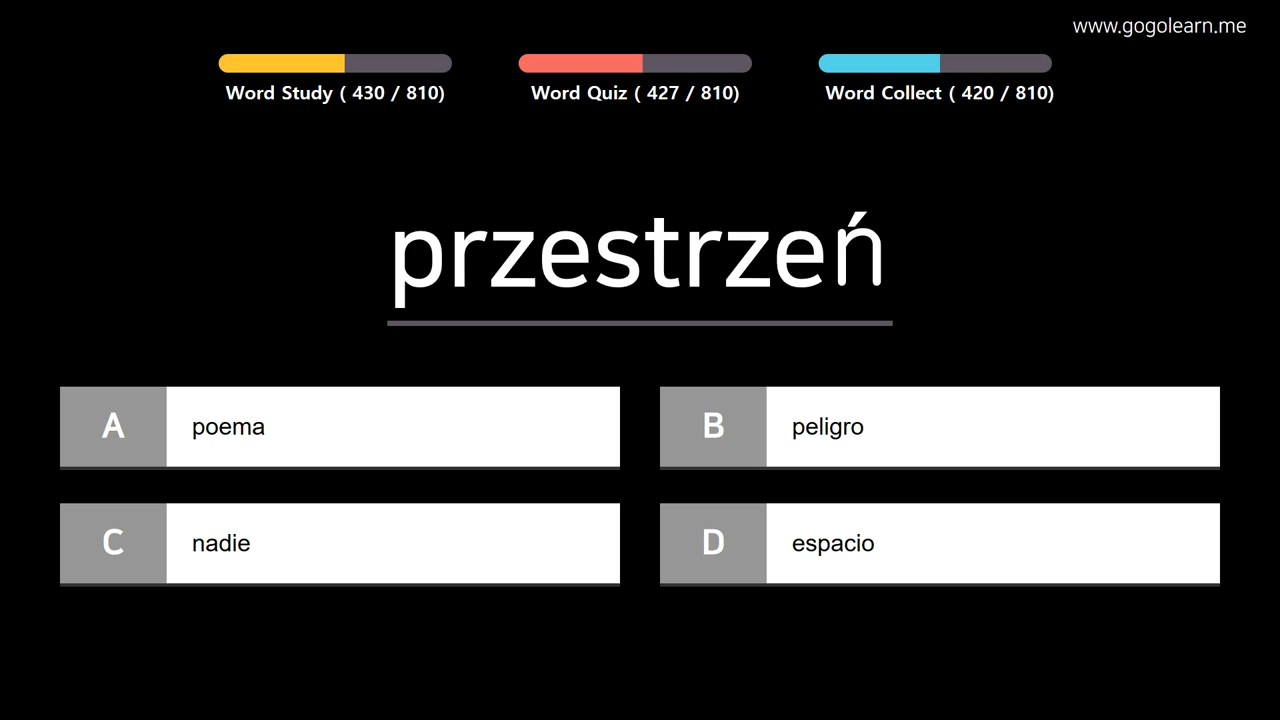 www.gogolearn.me
Word Study ( 430 / 810)
Word Quiz ( 427 / 810)
Word Collect ( 420 / 810)
przestrzeń
A poema
B peligro
C nadie
D espacio